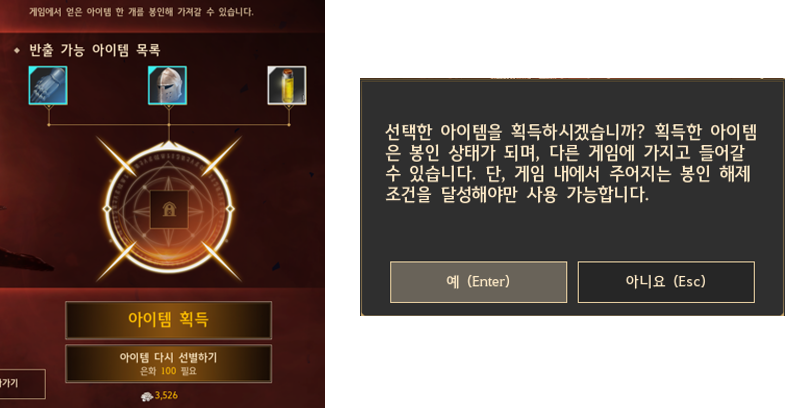 게임에서 얻은 아이템 한 개를 봉인해 가져갈 수 있습니다.
반출 가능 아이템 목록
아이템 획득
아이템 다시 선별하기
은화 100 필요
3,526
선택한 아이템을 획득하시겠습니까? 획득한 아이템
은 봉인 상태가 되며, 다른 게임에 가지고 들어갈
수 있습니다. 단, 게임 내에서 주어지는 봉인 해제
조건을 달성해야만 사용 가능합니다.
예 (Enter)
아니요 (Esc)